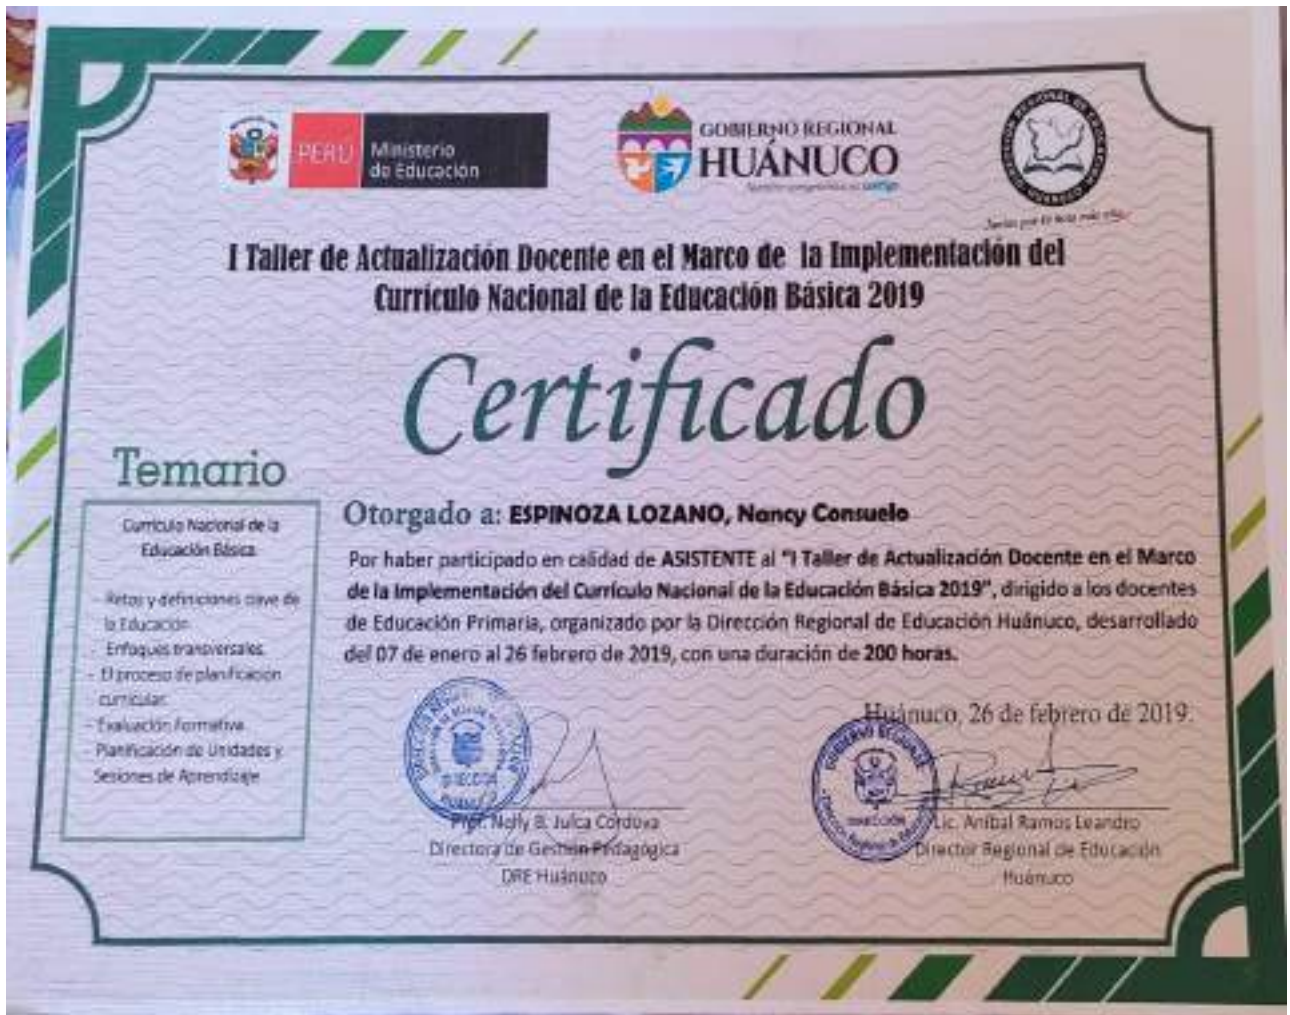 PERÚ
Ministerio
de Educación
GOBIERNO REGIONAL
HUÁNUCO
I Taller de Actualización Docente en el Marco de la Implementación del
Currículo Nacional de la Educación Básica 2019
Certificado
Temario
Currículo Nacional de la
Educación Básica
- Retos y definiciones clave de
la Educación
- Enfoques transversales.
- El proceso de planificación
curricular.
- Evaluación Formativa
- Planificación de Unidades y
Sesiones de Aprendizaje
Otorgado a: ESPINOZA LOZANO, Nancy Consuelo
Por haber participado en calidad de ASISTENTE al "I Taller de Actualización Docente en el Marco
de la Implementación del Currículo Nacional de la Educación Básica 2019", dirigido a los docentes
de Educación Primaria, organizado por la Dirección Regional de Educación Huánuco, desarrollado
del 07 de enero al 26 febrero de 2019, con una duración de 200 horas.
Huánuco, 26 de febrero de 2019.
Prof. Nelly B. Julca Córdova
Directora de Gestión Pedagógica
DRE Huánuco
GOBIERNO REGIONAL
DIRECCIÓN
Lic. Aníbal Ramos Leandro
Director Regional de Educación
Huánuco